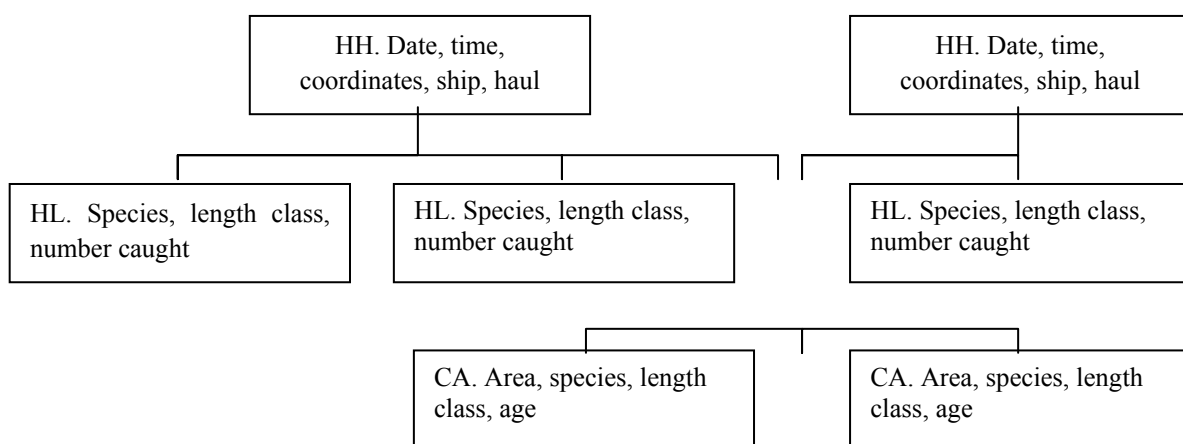 HH. Date, time,
coordinates, ship, haul
HH. Date, time,
coordinates, ship, haul
HL. Species, length class,
number caught
HL. Species, length class,
number caught
HL. Species, length class,
number caught
CA. Area, species, length
class, age
CA. Area, species, length
class, age